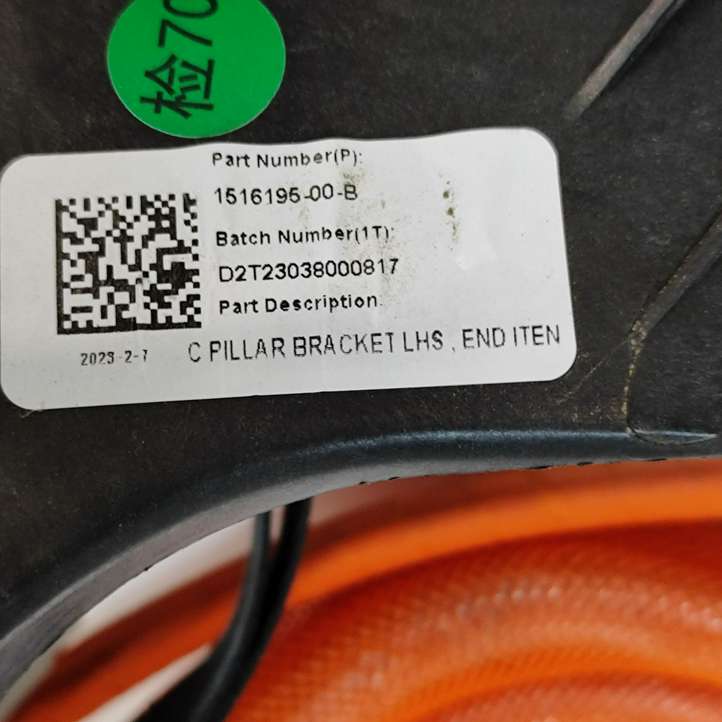 检70
Part Number(P):
1516195-00-B
Batch Number(1T):
D2T23038000817
Part Description:
2023-2-7
C PILLAR BRACKET LHS , END ITEN